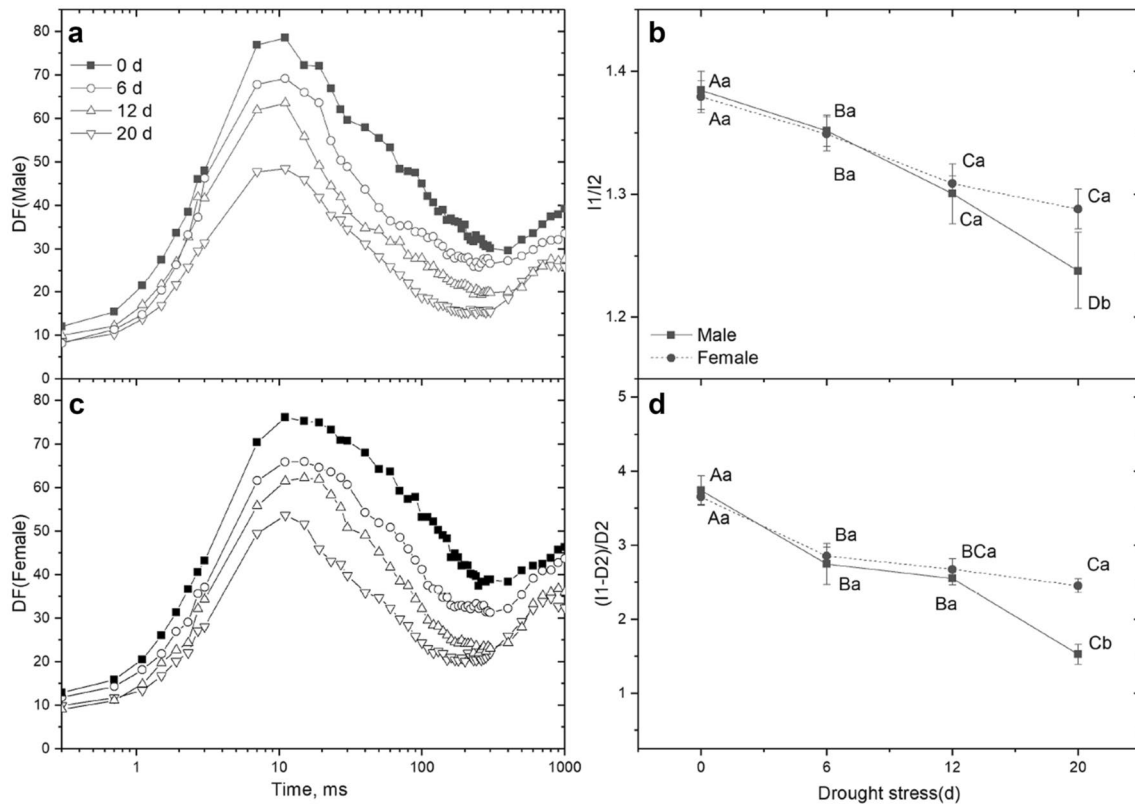 a
DF(Male)
80
70
60
50
40
30
20
10
0
0 d
6 d
12 d
20 d
b
I1/I2
1.4
1.3
1.2
Aa
Aa
Ba
Ba
Ca
Ca
Ca
Db
Male
Female
c
DF(Female)
80
70
60
50
40
30
20
10
0
1
10
100
1000
Time, ms
d
(I1-D2)/D2
5
4
3
2
1
Aa
Aa
Ba
Ba
BCa
Ba
Ca
Cb
0
6
12
20
Drought stress(d)